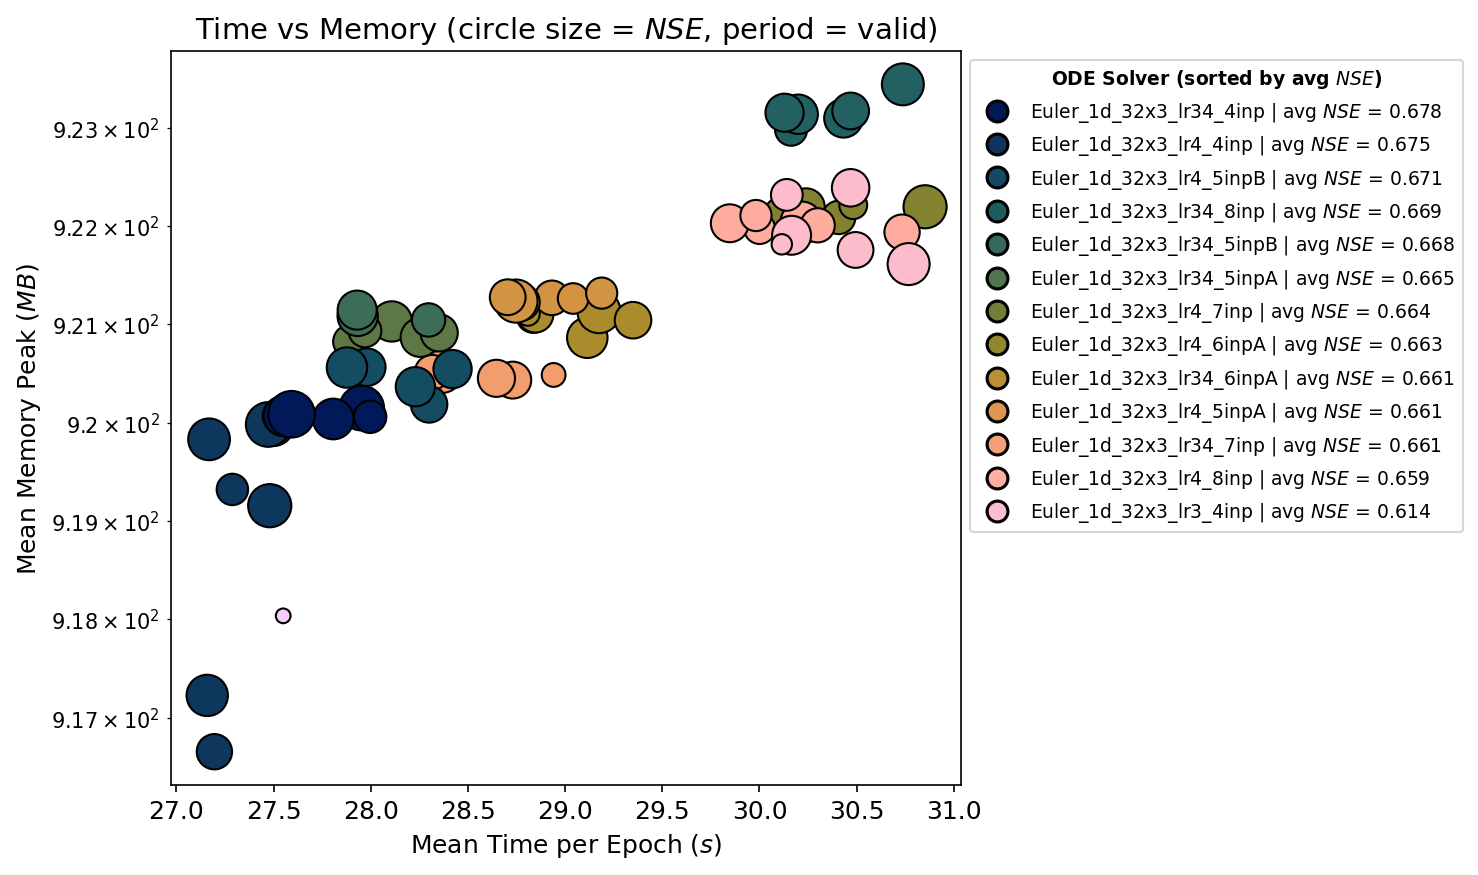 Time vs Memory (circle size = NSE, period = valid)
Mean Memory Peak (MB)
9.23 × 10²
9.22 × 10²
9.21 × 10²
9.2 × 10²
9.19 × 10²
9.18 × 10²
9.17 × 10²
27.0 27.5 28.0 28.5 29.0 29.5 30.0 30.5 31.0
Mean Time per Epoch (s)
ODE Solver (sorted by avg NSE)
Euler_1d_32x3_lr34_4inp | avg NSE = 0.678
Euler_1d_32x3_lr4_4inp | avg NSE = 0.675
Euler_1d_32x3_lr4_5inpB | avg NSE = 0.671
Euler_1d_32x3_lr34_8inp | avg NSE = 0.669
Euler_1d_32x3_lr34_5inpB | avg NSE = 0.668
Euler_1d_32x3_lr34_5inpA | avg NSE = 0.665
Euler_1d_32x3_lr4_7inp | avg NSE = 0.664
Euler_1d_32x3_lr4_6inpA | avg NSE = 0.663
Euler_1d_32x3_lr34_6inpA | avg NSE = 0.661
Euler_1d_32x3_lr4_5inpA | avg NSE = 0.661
Euler_1d_32x3_lr34_7inp | avg NSE = 0.661
Euler_1d_32x3_lr4_8inp | avg NSE = 0.659
Euler_1d_32x3_lr3_4inp | avg NSE = 0.614